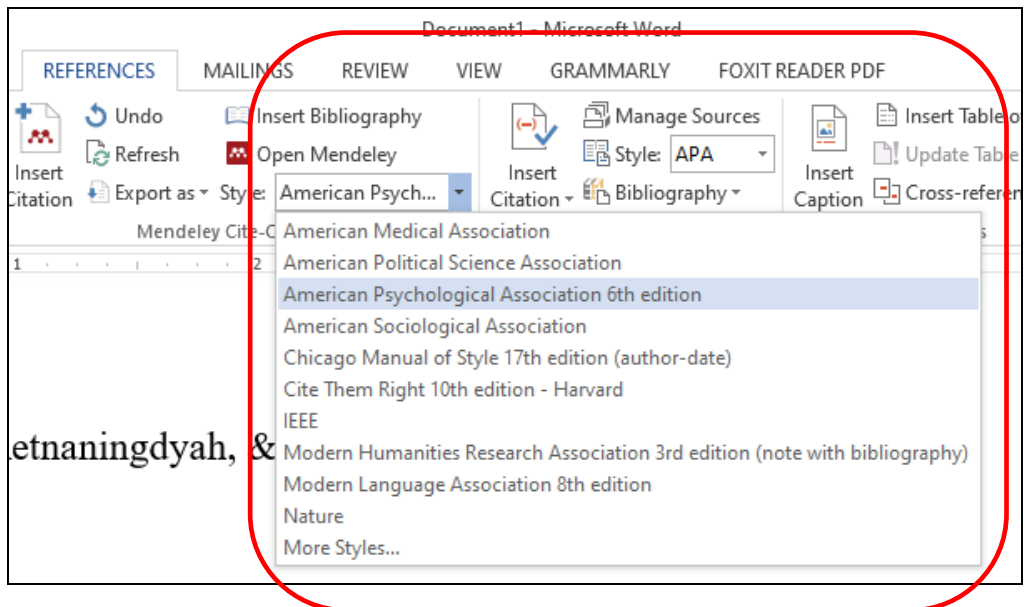 Document1 - Microsoft Word
REFERENCES MAILINGS REVIEW VIEW GRAMMARLY FOXIT READER PDF
Insert Citation
Undo
Refresh
Export as
Insert Bibliography
Open Mendeley
Style: American Psych...
Mendeley Cite-O
Insert Citation
Manage Sources
Style: APA
Bibliography
Insert Caption
Insert Table o
Update Table
Cross-referen
s
1 2
American Medical Association
American Political Science Association
American Psychological Association 6th edition
American Sociological Association
Chicago Manual of Style 17th edition (author-date)
Cite Them Right 10th edition - Harvard
IEEE
Modern Humanities Research Association 3rd edition (note with bibliography)
Modern Language Association 8th edition
Nature
More Styles...
etnaningdyah, &